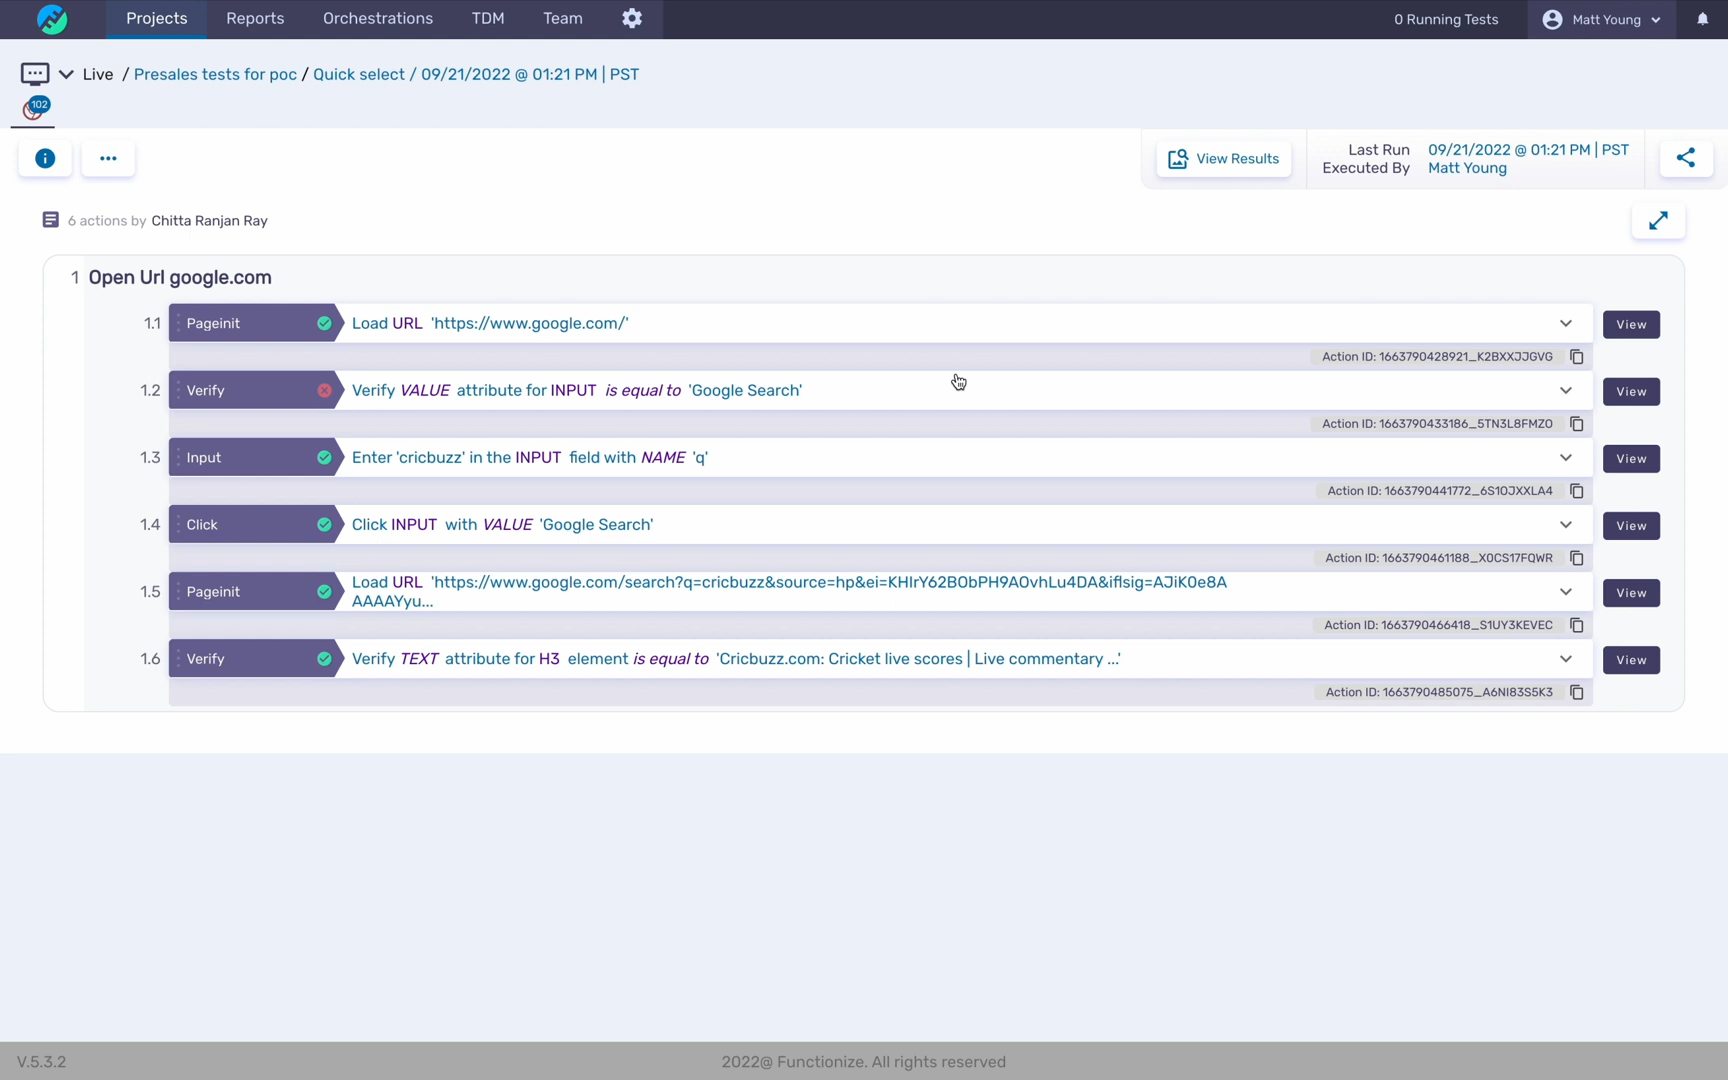 Projects Reports Orchestrations TDM Team 0 Running Tests Matt Young
Live / Presales tests for poc / Quick select / 09/21/2022 @ 01:21 PM | PST
102
View Results Last Run 09/21/2022 @ 01:21 PM | PST
Executed By Matt Young
6 actions by Chitta Ranjan Ray
1 Open Url google.com
1.1 Pageinit Load URL 'https://www.google.com/' View
Action ID: 1663790428921_K2BXXJJGVG
1.2 Verify Verify VALUE attribute for INPUT is equal to 'Google Search' View
Action ID: 1663790433186_5TN3L8FMZO
1.3 Input Enter 'cricbuzz' in the INPUT field with NAME 'q' View
Action ID: 1663790441772_6S1OJXXLA4
1.4 Click Click INPUT with VALUE 'Google Search' View
Action ID: 1663790461188_X0CS17FQWR
1.5 Pageinit Load URL 'https://www.google.com/search?q=cricbuzz&source=hp&ei=KHIrY62BObPH9AOvhLu4DA&iflsig=AJiK0e8A View
AAAAYyu...
Action ID: 1663790466418_S1UY3KEVEC
1.6 Verify Verify TEXT attribute for H3 element is equal to 'Cricbuzz.com: Cricket live scores | Live commentary ...' View
Action ID: 1663790485075_A6NI83S5K3
V.5.3.2 2022@ Functionize. All rights reserved